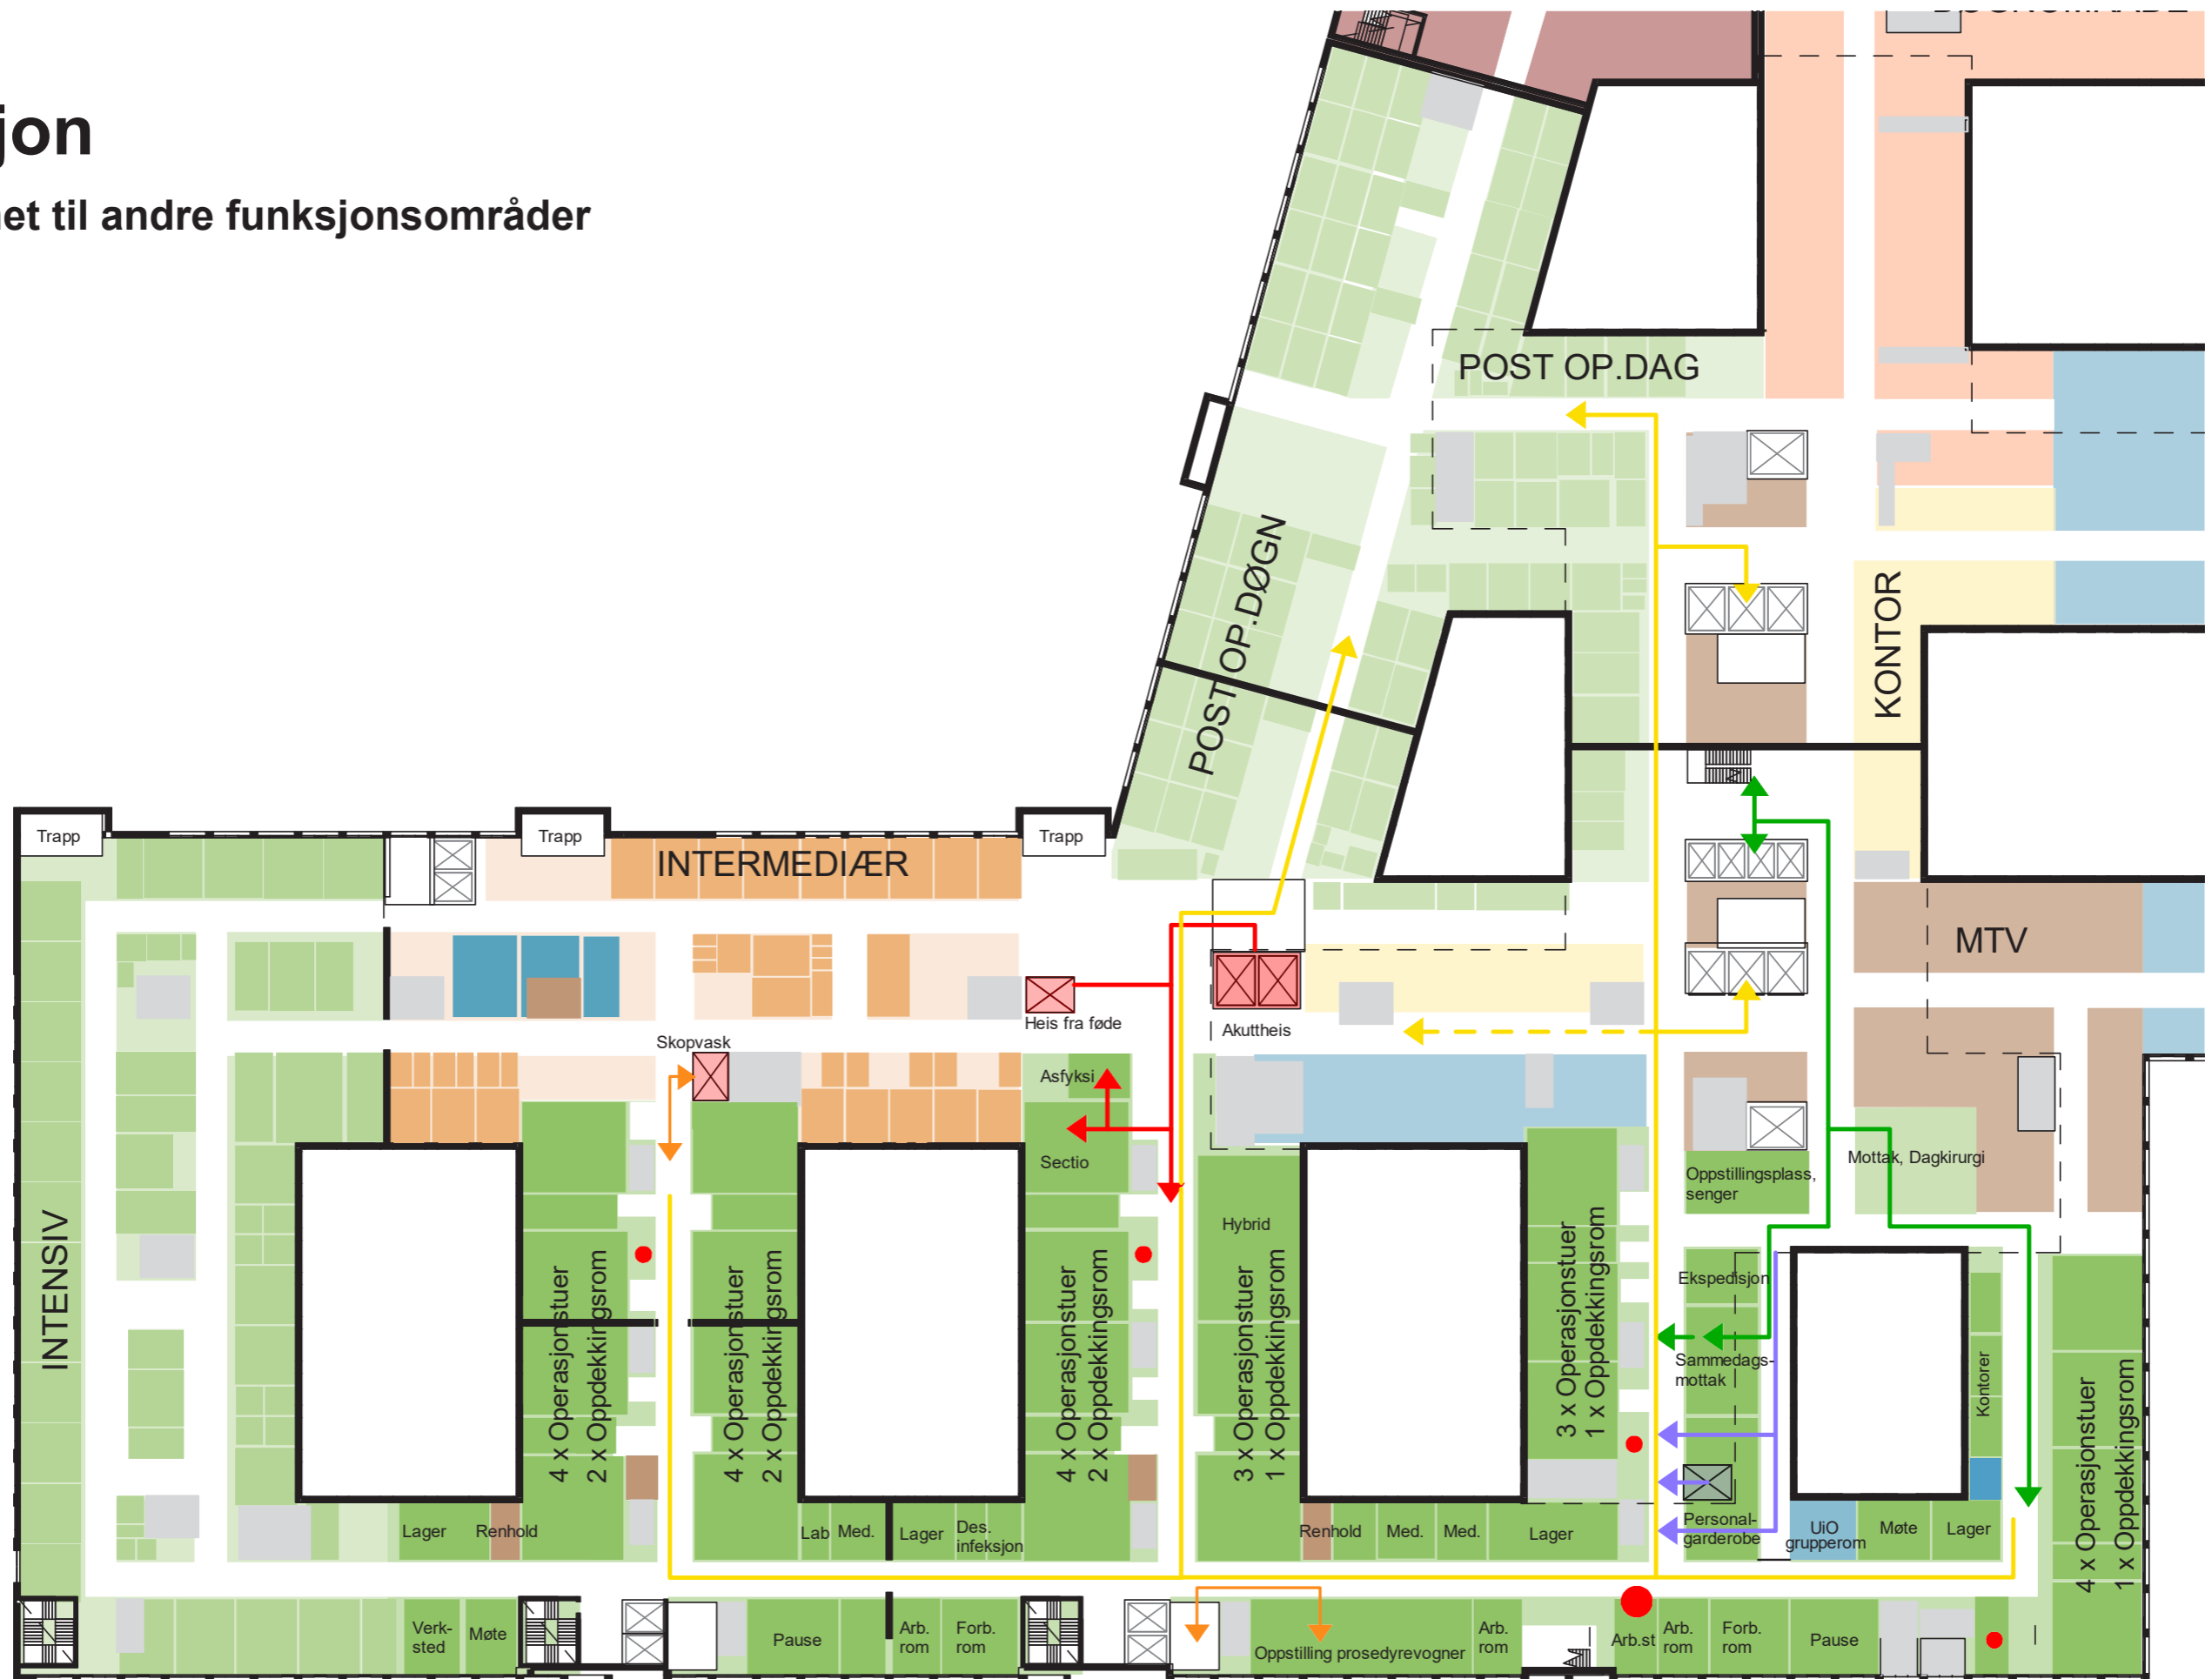 jon
et til andre funksjonsområder
POST OP.DAG
POST OP.DØGN
KONTOR
Trapp
Trapp
Trapp
INTERMEDIÆR
MTV
Heis fra føde
Akuttheis
Skopvask
Asfyksi
Sectio
Mottak, Dagkirurgi
Oppstillingsplass,
senger
Hybrid
INTENSIV
4 x Operasjonstuer
2 x Oppdekkingsrom
4 x Operasjonstuer
2 x Oppdekkingsrom
4 x Operasjonstuer
2 x Oppdekkingsrom
3 x Operasjonstuer
1 x Oppdekkingsrom
3 x Operasjonstuer
1 x Oppdekkingsrom
Ekspedisjon
Sammedags-
mottak
Kontorer
4 x Operasjonstuer
1 x Oppdekkingsrom
Lager
Renhold
Lab
Med.
Lager
Des.
infeksjon
Renhold
Med.
Med.
Lager
Personal-
garderobe
UiO
grupperom
Møte
Lager
Verk-
sted
Møte
Pause
Arb.
rom
Forb.
rom
Oppstilling prosedyrevogner
Arb.
rom
Arb.st
Arb.
rom
Forb.
rom
Pause